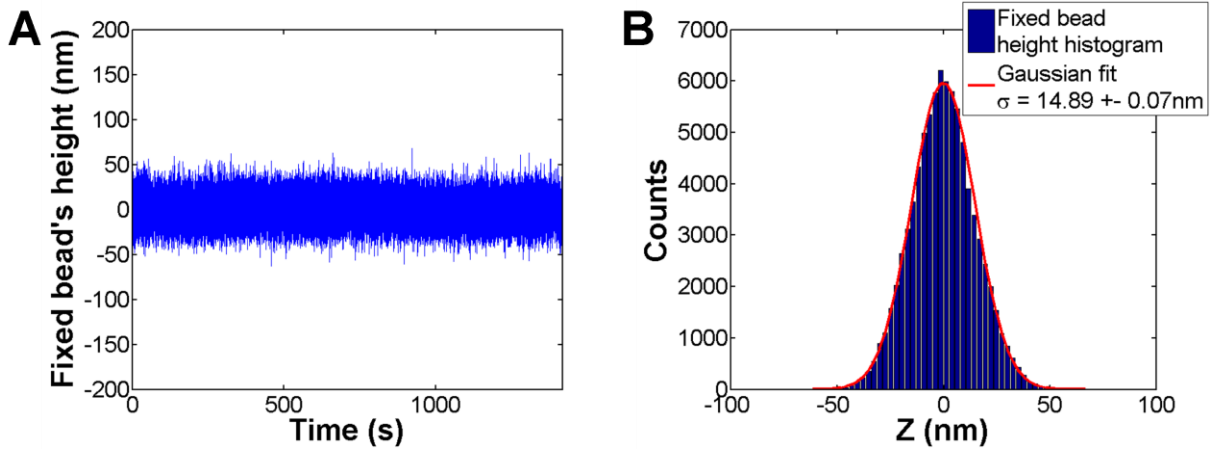 A
Fixed bead's height (nm)
200
150
100
50
0
-50
-100
-150
-200
0
500
1000
Time (s)
B
Counts
7000
6000
5000
4000
3000
2000
1000
0
-100
-50
0
50
100
Z (nm)
Fixed bead
height histogram
Gaussian fit
σ = 14.89 +- 0.07nm